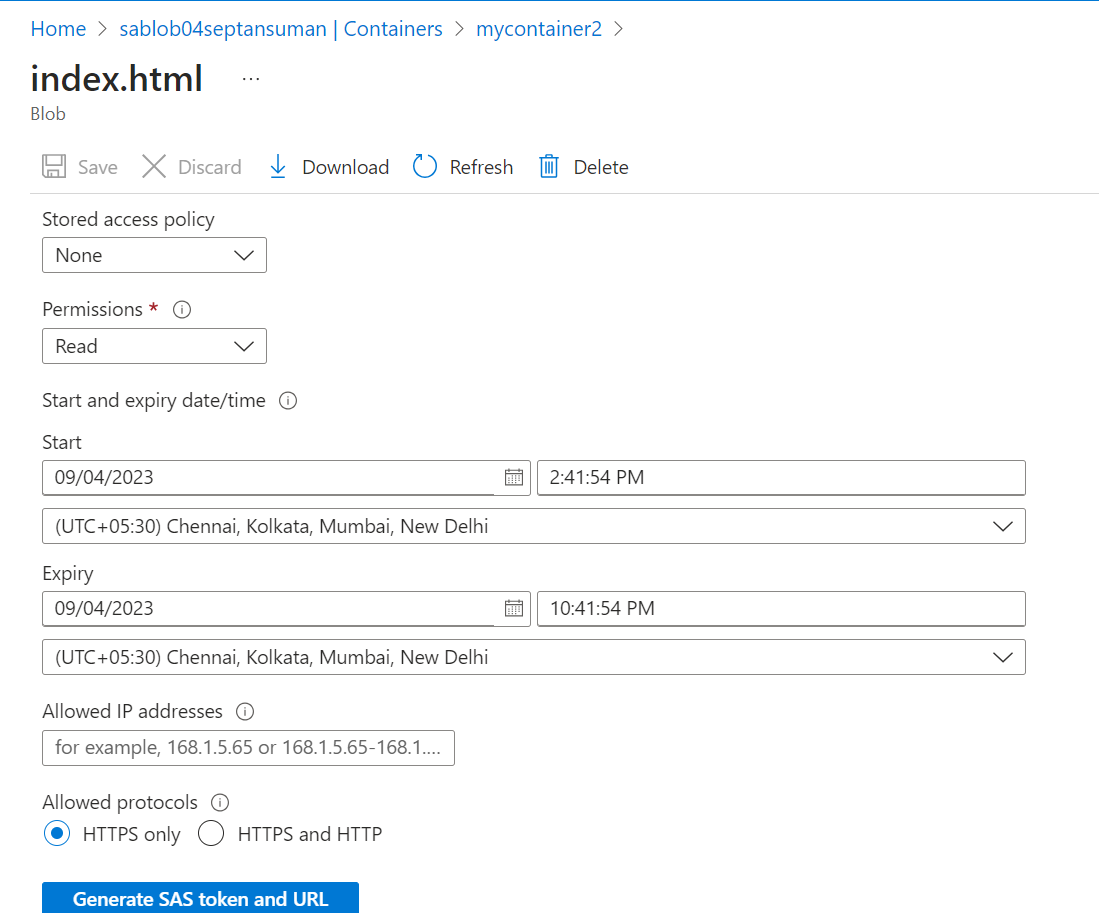 Home > sablob04septansuman | Containers > mycontainer2 >
index.html ...
Blob
Save Discard Download Refresh Delete
Stored access policy
None
Permissions *
Read
Start and expiry date/time
Start
09/04/2023 2:41:54 PM
(UTC+05:30) Chennai, Kolkata, Mumbai, New Delhi
Expiry
09/04/2023 10:41:54 PM
(UTC+05:30) Chennai, Kolkata, Mumbai, New Delhi
Allowed IP addresses
for example, 168.1.5.65 or 168.1.5.65-168.1....
Allowed protocols
HTTPS only HTTPS and HTTP
Generate SAS token and URL